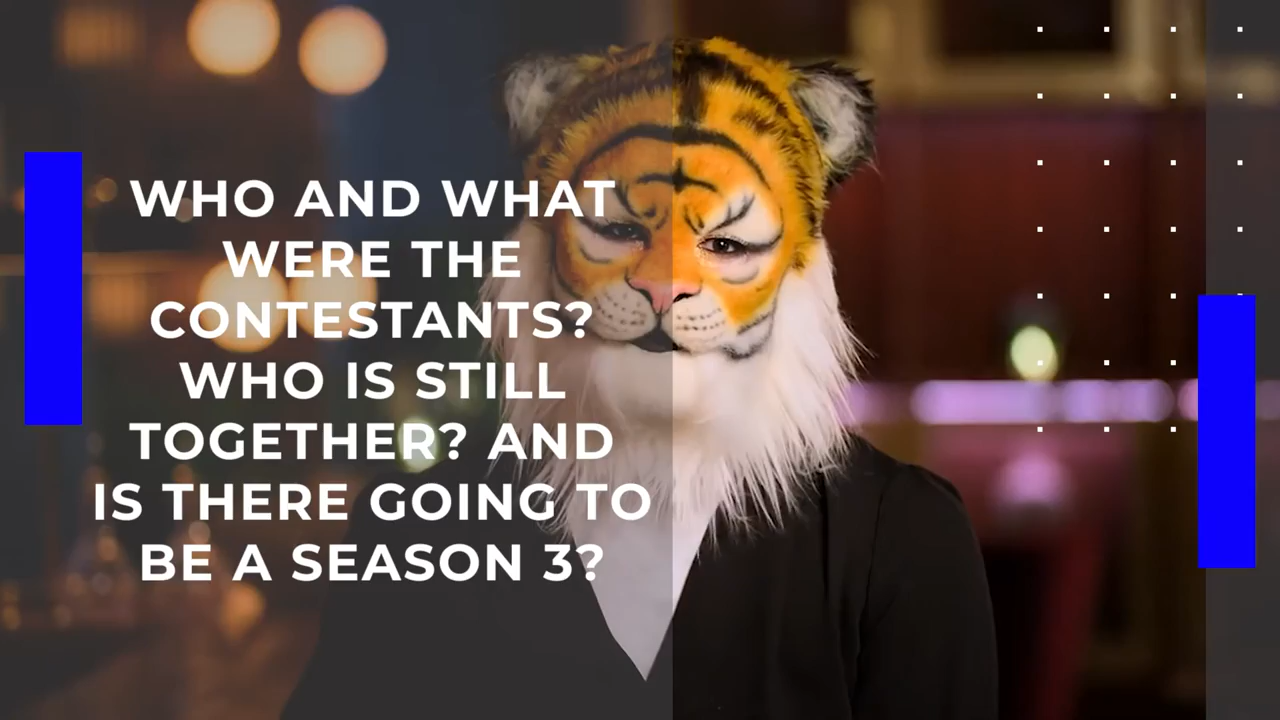 WHO AND WHAT
WERE THE
CONTESTANTS?
WHO IS STILL
TOGETHER? AND
IS THERE GOING TO
BE A SEASON 3?